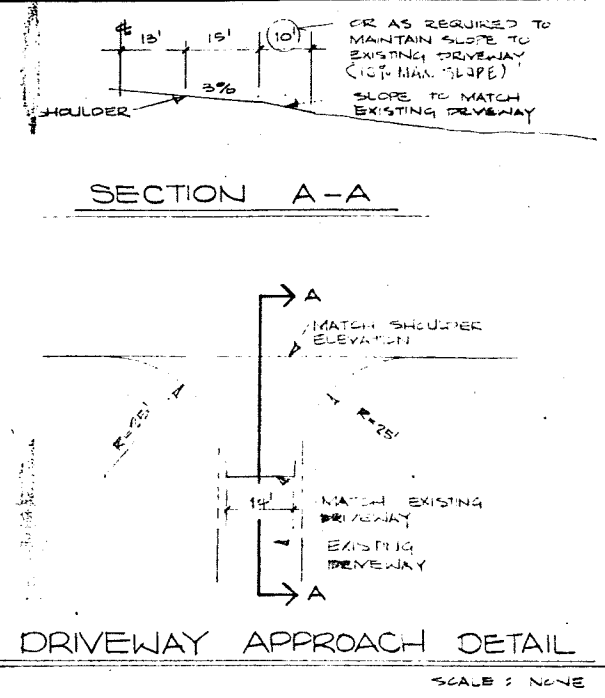 ℄ 13' 15' 10'
OR AS REQUIRED TO
MAINTAIN SLOPE TO
EXISTING DRIVEWAY
(10% MAX. SLOPE)
3%
SHOULDER
SLOPE TO MATCH
EXISTING DRIVEWAY
SECTION A-A
A
MATCH SHOULDER
ELEVATION
R=25'
R=25'
14'
MATCH EXISTING
DRIVEWAY
EXISTING
DRIVEWAY
A
DRIVEWAY APPROACH DETAIL
SCALE : NONE